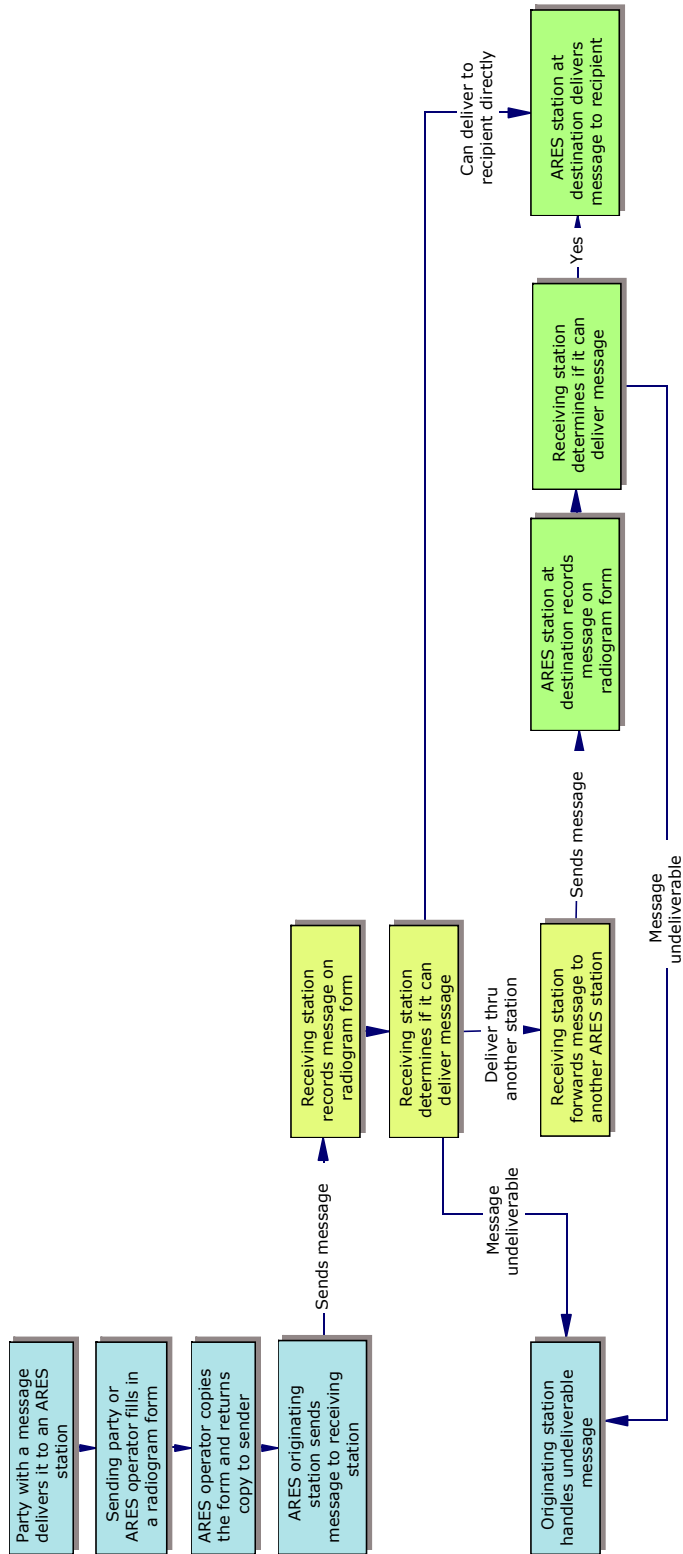 Party with a message
delivers it to an ARES
station
Sending party or
ARES operator fills in
a radiogram form
ARES operator copies
the form and returns
copy to sender
ARES originating
station sends
message to receiving
station
Sends message
Receiving station
records message on
radiogram form
Receiving station
determines if it can
deliver message
Can deliver to
recipient directly
Deliver thru
another station
Message
undeliverable
Receiving station
forwards message to
another ARES station
Sends message
ARES station at
destination records
message on
radiogram form
Receiving station
determines if it can
deliver message
Yes
ARES station at
destination delivers
message to recipient
Message
undeliverable
Originating station
handles undeliverable
message